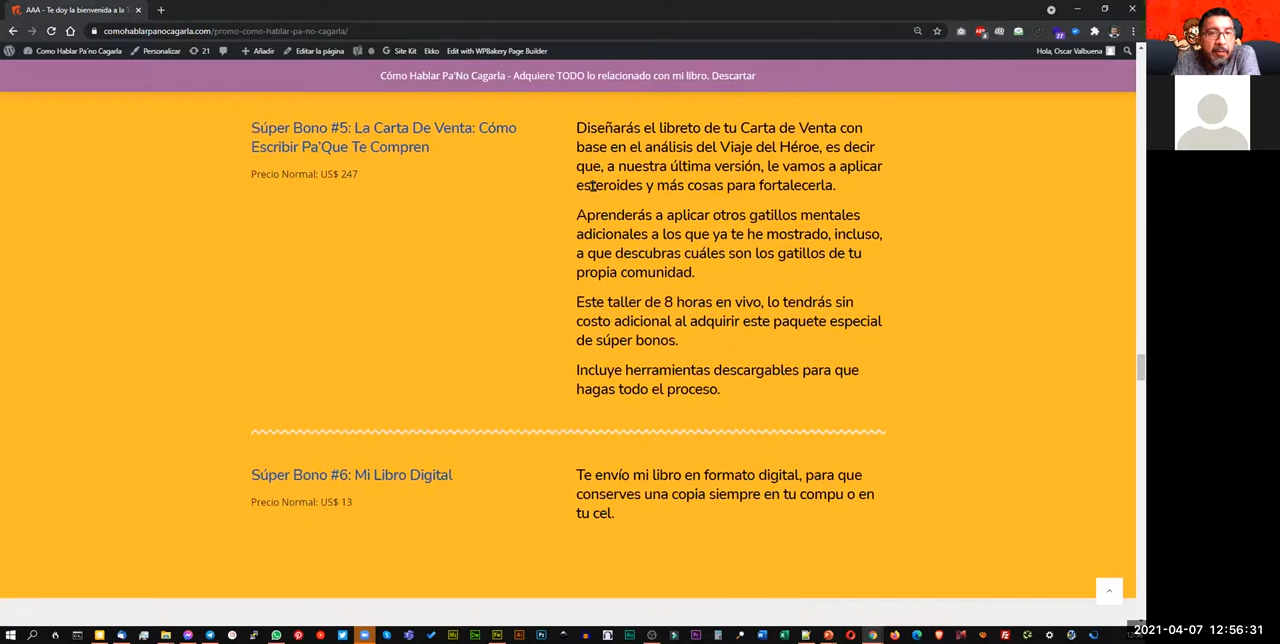 AAA - Te doy la bienvenida a la T
comohablarpanocagarla.com/promo-como-hablar-pa-no-cagarla/
Como Hablar Pa'no Cagarla Personalizar 21 Añadir Editar la página Site Kit Ekko Edit with WPBakery Page Builder Hola, Oscar Valbuena
Cómo Hablar Pa'No Cagarla - Adquiere TODO lo relacionado con mi libro. Descartar
Súper Bono #5: La Carta De Venta: Cómo
Escribir Pa'Que Te Compren
Precio Normal: US$ 247
Diseñarás el libreto de tu Carta de Venta con
base en el análisis del Viaje del Héroe, es decir
que, a nuestra última versión, le vamos a aplicar
esteroides y más cosas para fortalecerla.
Aprenderás a aplicar otros gatillos mentales
adicionales a los que ya te he mostrado, incluso,
a que descubras cuáles son los gatillos de tu
propia comunidad.
Este taller de 8 horas en vivo, lo tendrás sin
costo adicional al adquirir este paquete especial
de súper bonos.
Incluye herramientas descargables para que
hagas todo el proceso.
Súper Bono #6: Mi Libro Digital
Precio Normal: US$ 13
Te envío mi libro en formato digital, para que
conserves una copia siempre en tu compu o en
tu cel.
2021-04-07 12:56:31